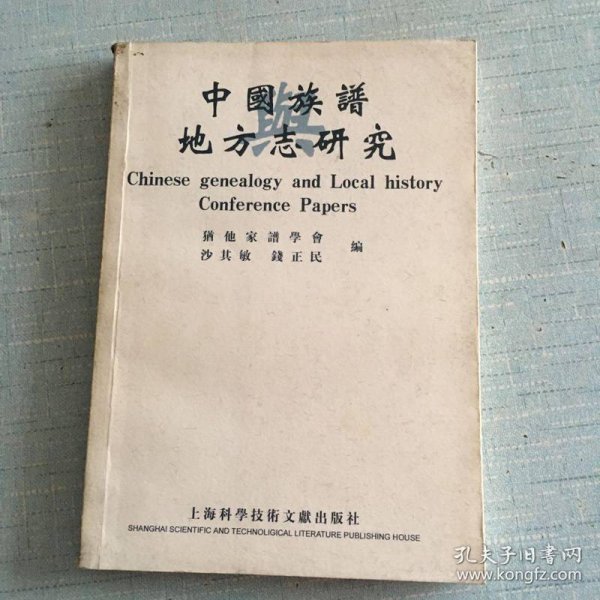 中國族譜
與
地方志研究
Chinese genealogy and Local history
Conference Papers
猶他家譜學會
沙其敏 錢正民 編
上海科學技術文獻出版社
SHANGHAI SCIENTIFIC AND TECHNOLIGICAL LITERATURE PUBLISHING HOUSE
孔夫子旧书网
www.kongfz.com